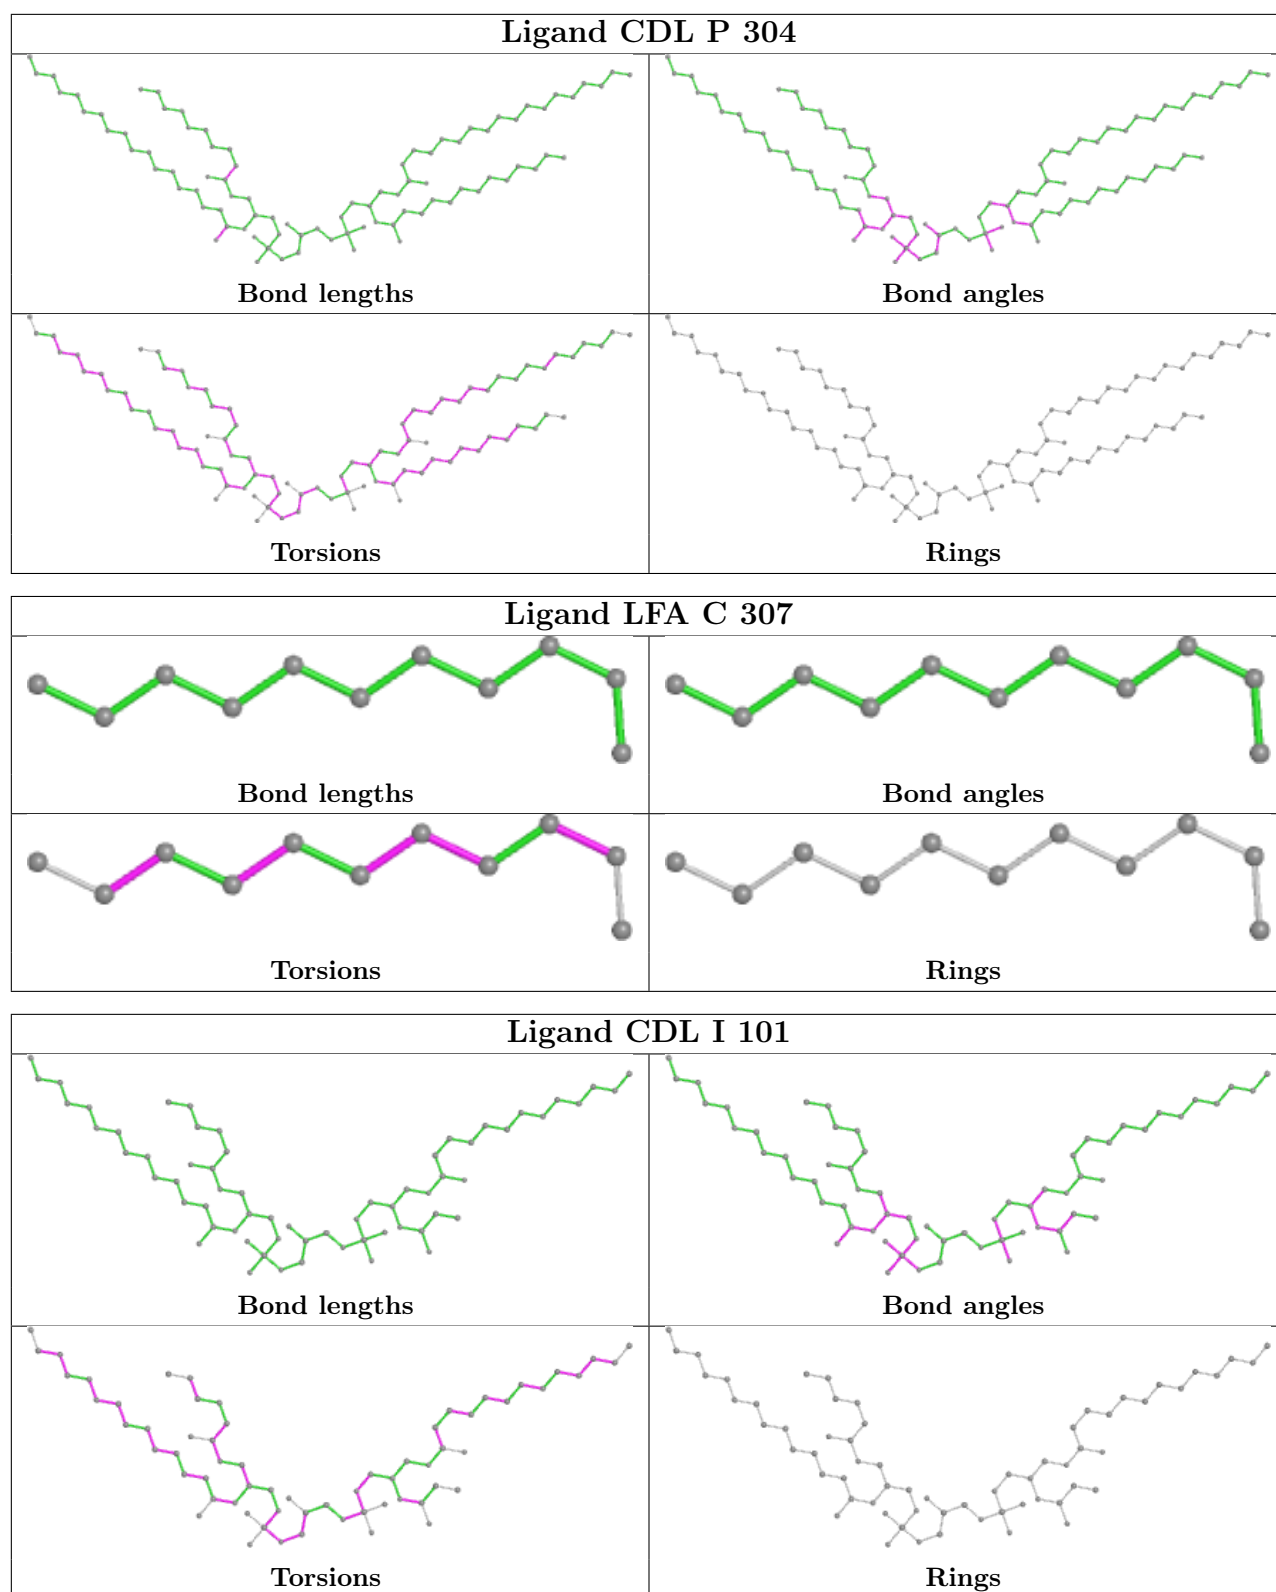 Ligand CDL P 304
Bond lengths
Bond angles
Torsions
Rings
Ligand LFA C 307
Bond lengths
Bond angles
Torsions
Rings
Ligand CDL I 101
Bond lengths
Bond angles
Torsions
Rings